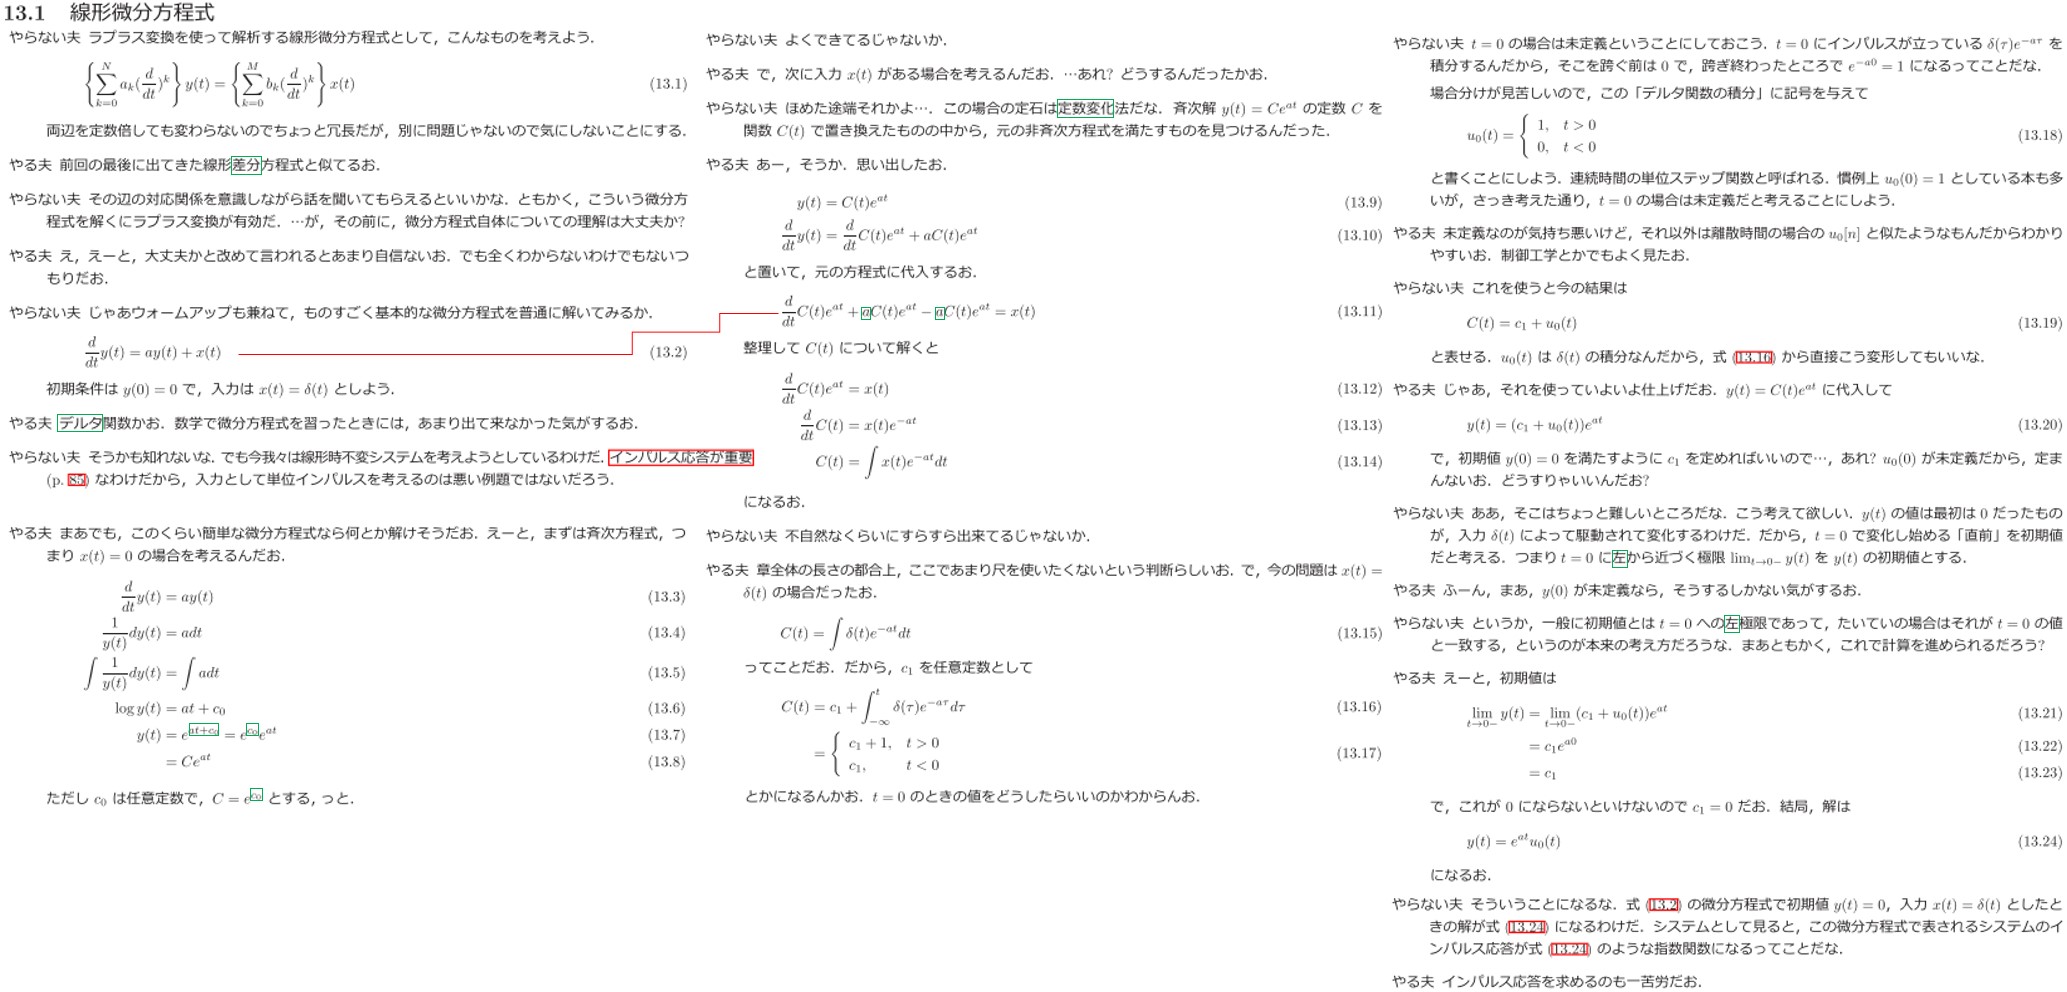 13.1 線形微分方程式
やらない夫 ラプラス変換を使って解析する線形微分方程式として，こんなものを考えよう．
{∑_{k=0}^{N} a_k(d/dt)^k} y(t) = {∑_{k=0}^{M} b_k(d/dt)^k} x(t) (13.1)
両辺を定数倍しても変わらないのでちょっと冗長だが，別に問題じゃないので気にしないことにする．
やる夫 前回の最後に出てきた線形差分方程式と似てるお．
やらない夫 その辺の対応関係を意識しながら話を聞いてもらえるといいかな．ともかく，こういう微分方
程式を解くにラプラス変換が有効だ．…が，その前に，微分方程式自体についての理解は大丈夫か?
やる夫 え，えーと，大丈夫かと改めて言われるとあまり自信ないお．でも全くわからないわけでもないつ
もりだお．
やらない夫 じゃあウォームアップも兼ねて，ものすごく基本的な微分方程式を普通に解いてみるか．
d/dt y(t) = ay(t) + x(t) (13.2)
初期条件は y(0) = 0 で，入力は x(t) = δ(t) としよう．
やる夫 デルタ関数かお．数学で微分方程式を習ったときには，あまり出て来なかった気がするお．
やらない夫 そうかも知れないな．でも今我々は線形時不変システムを考えようとしているわけだ．インパルス応答が重要
(p. 85) なわけだから，入力として単位インパルスを考えるのは悪い例題ではないだろう．
やる夫 まあでも，このくらい簡単な微分方程式なら何とか解けそうだお．えーと，まずは斉次方程式，つ
まり x(t) = 0 の場合を考えるんだお．
d/dt y(t) = ay(t) (13.3)
1/y(t) dy(t) = adt (13.4)
∫ 1/y(t) dy(t) = ∫ adt (13.5)
log y(t) = at + c_0 (13.6)
y(t) = e^{at+c_0} = e^{c_0}e^{at} (13.7)
= Ce^{at} (13.8)
ただし c_0 は任意定数で，C = e^{c_0} とする，っと．
やらない夫 よくできてるじゃないか．
やる夫 で，次に入力 x(t) がある場合を考えるんだお．…あれ? どうするんだったかお．
やらない夫 ほめた途端それかよ…．この場合の定石は定数変化法だな．斉次解 y(t) = Ce^{at} の定数 C を
関数 C(t) で置き換えたものの中から，元の非斉次方程式を満たすものを見つけるんだった．
やる夫 あー，そうか．思い出したお．
y(t) = C(t)e^{at} (13.9)
d/dt y(t) = d/dt C(t)e^{at} + aC(t)e^{at} (13.10)
と置いて，元の方程式に代入するお．
d/dt C(t)e^{at} + aC(t)e^{at} − aC(t)e^{at} = x(t) (13.11)
整理して C(t) について解くと
d/dt C(t)e^{at} = x(t) (13.12)
d/dt C(t) = x(t)e^{−at} (13.13)
C(t) = ∫ x(t)e^{−at}dt (13.14)
になるお．
やらない夫 不自然なくらいにすらすら出来てるじゃないか．
やる夫 章全体の長さの都合上，ここであまり尺を使いたくないという判断らしいお．で，今の問題は x(t) =
δ(t) の場合だったお．
C(t) = ∫ δ(t)e^{−at}dt (13.15)
ってことだお．だから，c_1 を任意定数として
C(t) = c_1 + ∫_{−∞}^{t} δ(τ)e^{−aτ}dτ (13.16)
= { c_1 + 1, t > 0
c_1, t < 0 (13.17)
とかになるんかお．t = 0 のときの値をどうしたらいいのかわからんお．
やらない夫 t = 0 の場合は未定義ということにしておこう．t = 0 にインパルスが立っている δ(τ)e^{−aτ} を
積分するんだから，そこを跨ぐ前は 0 で，跨ぎ終わったところで e^{−a0} = 1 になるってことだな．
場合分けが見苦しいので，この「デルタ関数の積分」に記号を与えて
u_0(t) = { 1, t > 0
0, t < 0 (13.18)
と書くことにしよう．連続時間の単位ステップ関数と呼ばれる．慣例上 u_0(0) = 1 としている本も多
いが，さっき考えた通り，t = 0 の場合は未定義だと考えることにしよう．
やる夫 未定義なのが気持ち悪いけど，それ以外は離散時間の場合の u_0[n] と似たようなもんだからわかり
やすいお．制御工学とかでもよく見たお．
やらない夫 これを使うと今の結果は
C(t) = c_1 + u_0(t) (13.19)
と表せる．u_0(t) は δ(t) の積分なんだから，式 (13.16) から直接こう変形してもいいな．
やる夫 じゃあ，それを使っていよいよ仕上げだお．y(t) = C(t)e^{at} に代入して
y(t) = (c_1 + u_0(t))e^{at} (13.20)
で，初期値 y(0) = 0 を満たすように c_1 を定めればいいので…，あれ? u_0(0) が未定義だから，定ま
んないお．どうすりゃいいんだお?
やらない夫 ああ，そこはちょっと難しいところだな．こう考えて欲しい．y(t) の値は最初は 0 だったもの
が，入力 δ(t) によって駆動されて変化するわけだ．だから，t = 0 で変化し始める「直前」を初期値
だと考える．つまり t = 0 に左から近づく極限 lim_{t→0−} y(t) を y(t) の初期値とする．
やる夫 ふーん，まあ，y(0) が未定義なら，そうするしかない気がするお．
やらない夫 というか，一般に初期値とは t = 0 への左極限であって，たいていの場合はそれが t = 0 の値
と一致する，というのが本来の考え方だろうな．まあともかく，これで計算を進められるだろう?
やる夫 えーと，初期値は
lim_{t→0−} y(t) = lim_{t→0−} (c_1 + u_0(t))e^{at} (13.21)
= c_1e^{a0} (13.22)
= c_1 (13.23)
で，これが 0 にならないといけないので c_1 = 0 だお．結局，解は
y(t) = e^{at}u_0(t) (13.24)
になるお．
やらない夫 そういうことになるな．式 (13.2) の微分方程式で初期値 y(t) = 0，入力 x(t) = δ(t) としたと
きの解が式 (13.24) になるわけだ．システムとして見ると，この微分方程式で表されるシステムのイ
ンパルス応答が式 (13.24) のような指数関数になるってことだな．
やる夫 インパルス応答を求めるのも一苦労だお．